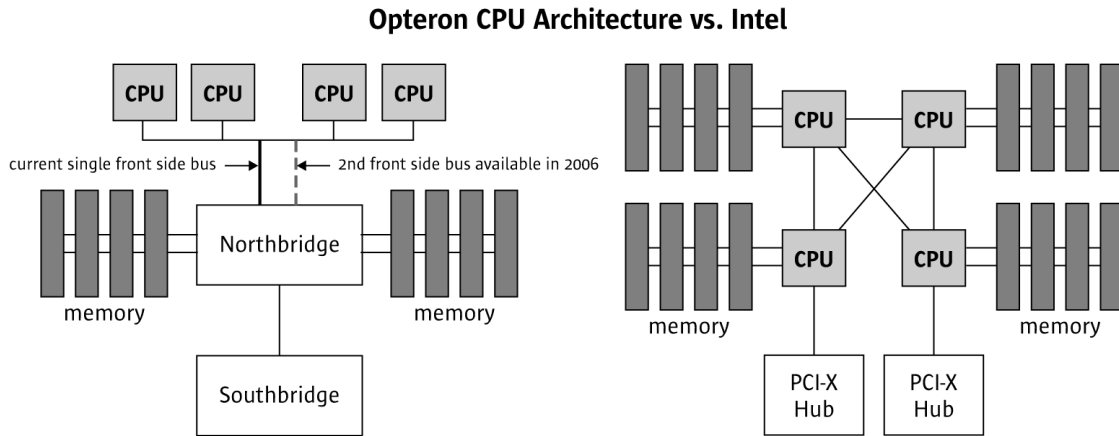 Opteron CPU Architecture vs. Intel
CPU
CPU
CPU
CPU
current single front side bus
2nd front side bus available in 2006
Northbridge
memory
memory
Southbridge
CPU
CPU
CPU
CPU
memory
memory
PCI-X
Hub
PCI-X
Hub